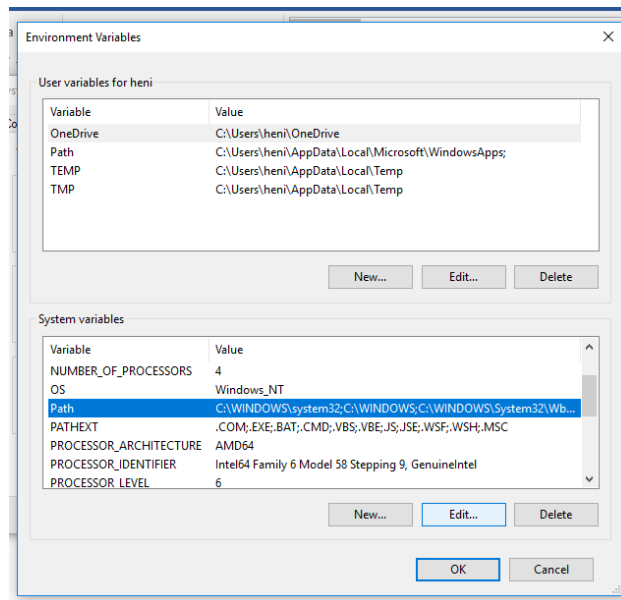 Environment Variables
User variables for heni
Variable Value
OneDrive C:\Users\heni\OneDrive
Path C:\Users\heni\AppData\Local\Microsoft\WindowsApps;
TEMP C:\Users\heni\AppData\Local\Temp
TMP C:\Users\heni\AppData\Local\Temp
New... Edit... Delete
System variables
Variable Value
NUMBER_OF_PROCESSORS 4
OS Windows_NT
Path C:\WINDOWS\system32;C:\WINDOWS;C:\WINDOWS\System32\Wb...
PATHEXT .COM;.EXE;.BAT;.CMD;.VBS;.VBE;.JS;.JSE;.WSF;.WSH;.MSC
PROCESSOR_ARCHITECTURE AMD64
PROCESSOR_IDENTIFIER Intel64 Family 6 Model 58 Stepping 9, GenuineIntel
PROCESSOR_LEVEL 6
New... Edit... Delete
OK Cancel